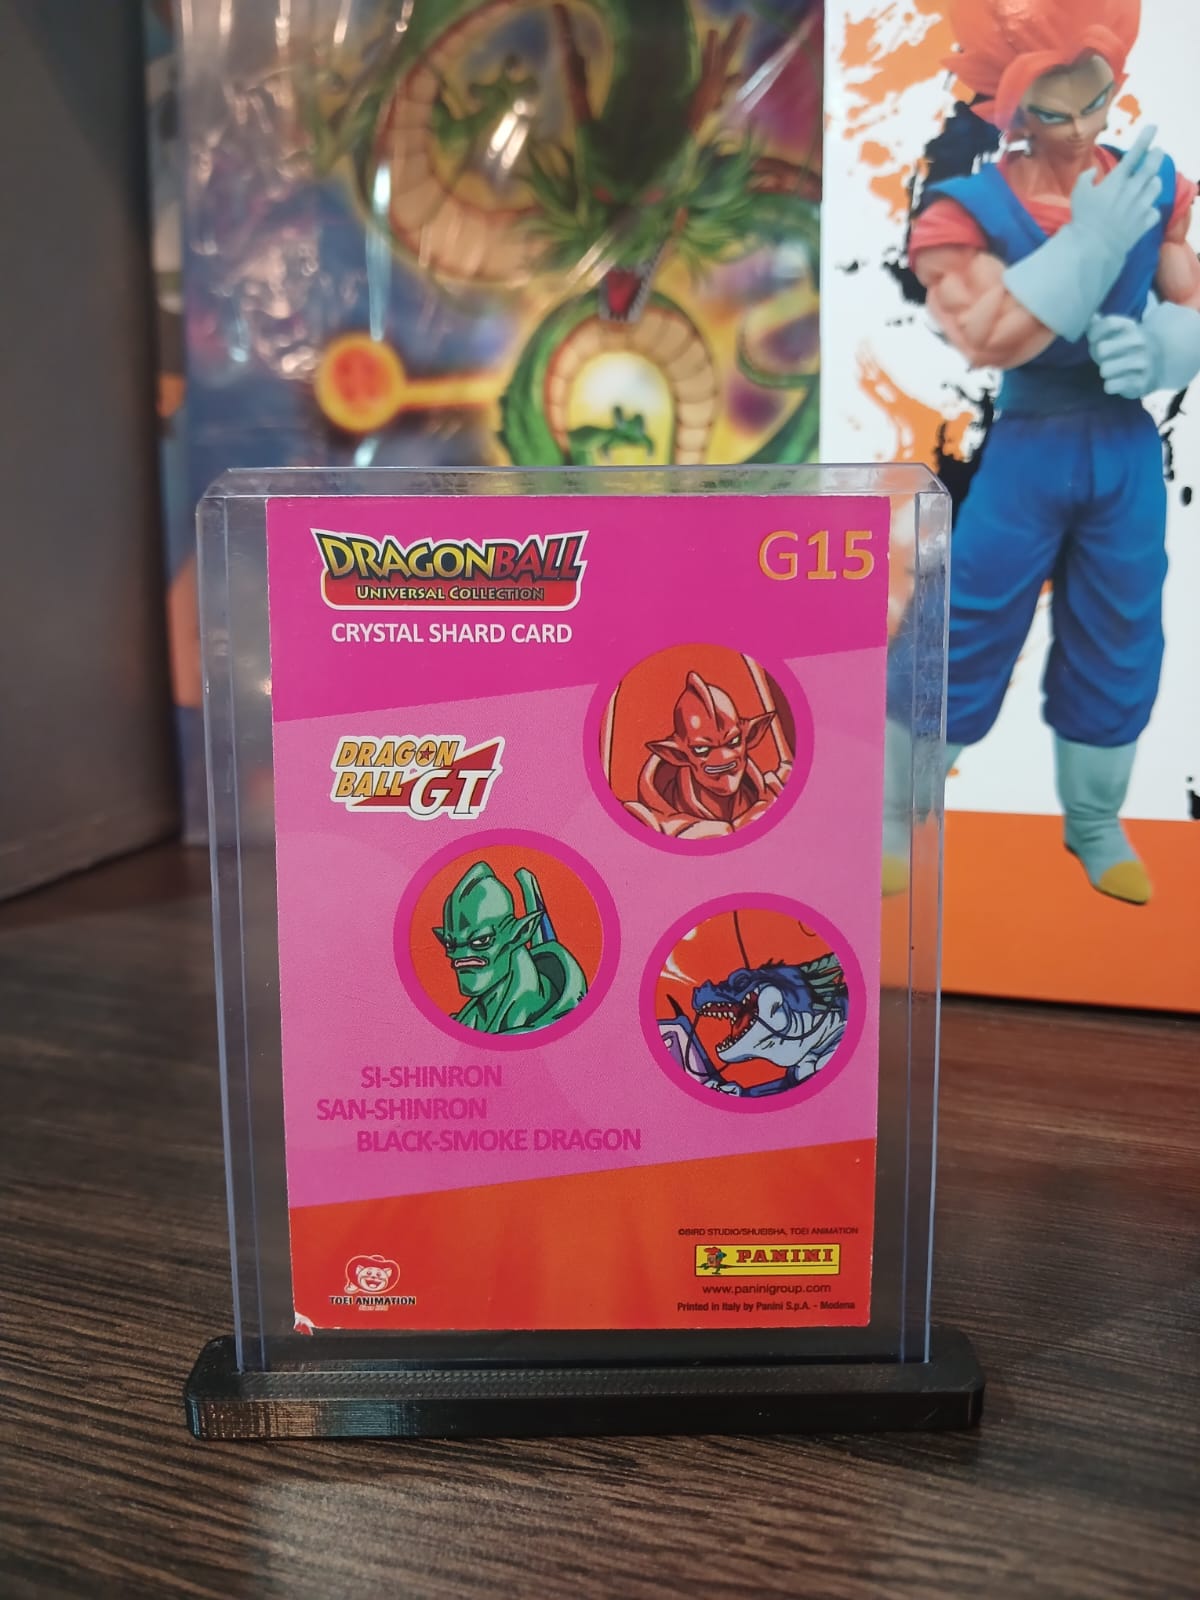 DRAGONBALL
UNIVERSAL COLLECTION
CRYSTAL SHARD CARD
G15
DRAGON
BALL GT
SI-SHINRON
SAN-SHINRON
BLACK-SMOKE DRAGON
©BIRD STUDIO/SHUEISHA, TOEI ANIMATION
PANINI
www.paninigroup.com
Printed in Italy by Panini S.p.A. - Modena
TOEI ANIMATION